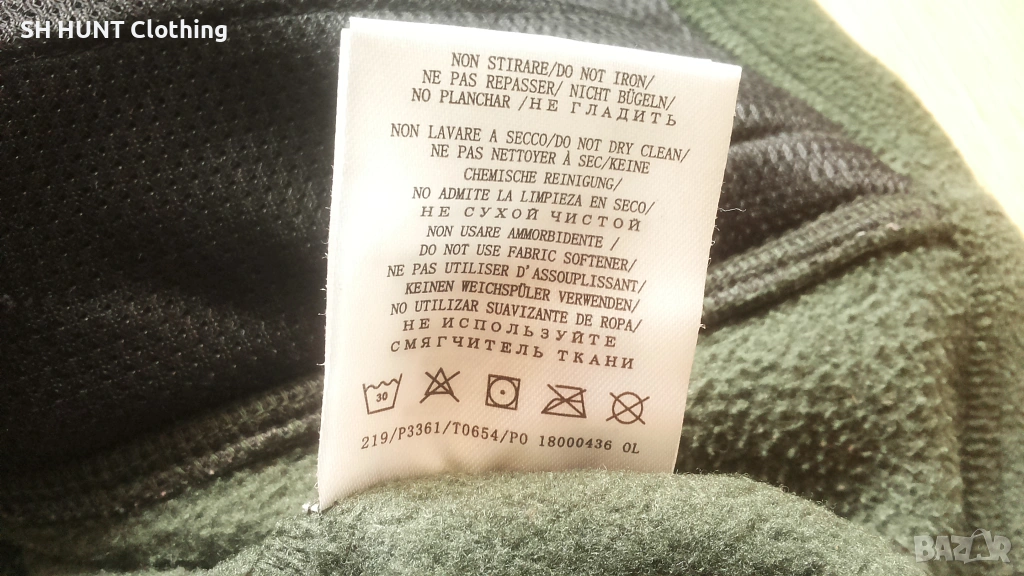 SH HUNT Clothing
NON STIRARE/DO NOT IRON/
NE PAS REPASSER/ NICHT BÜGELN/
NO PLANCHAR /НЕ ГЛАДИТЬ
NON LAVARE A SECCO/DO NOT DRY CLEAN/
NE PAS NETTOYER À SEC/KEINE
CHEMISCHE REINIGUNG/
NO ADMITE LA LIMPIEZA EN SECO/
НЕ СУХОЙ ЧИСТОЙ
NON USARE AMMORBIDENTE /
DO NOT USE FABRIC SOFTENER/
NE PAS UTILISER D'ASSOUPLISSANT/
KEINEN WEICHSPÜLER VERWENDEN/
NO UTILIZAR SUAVIZANTE DE ROPA/
НЕ ИСПОЛЬЗУЙТЕ
СМЯГЧИТЕЛЬ ТКАНИ
30
219/P3361/T0654/PO 18000436 OL
BAZAR